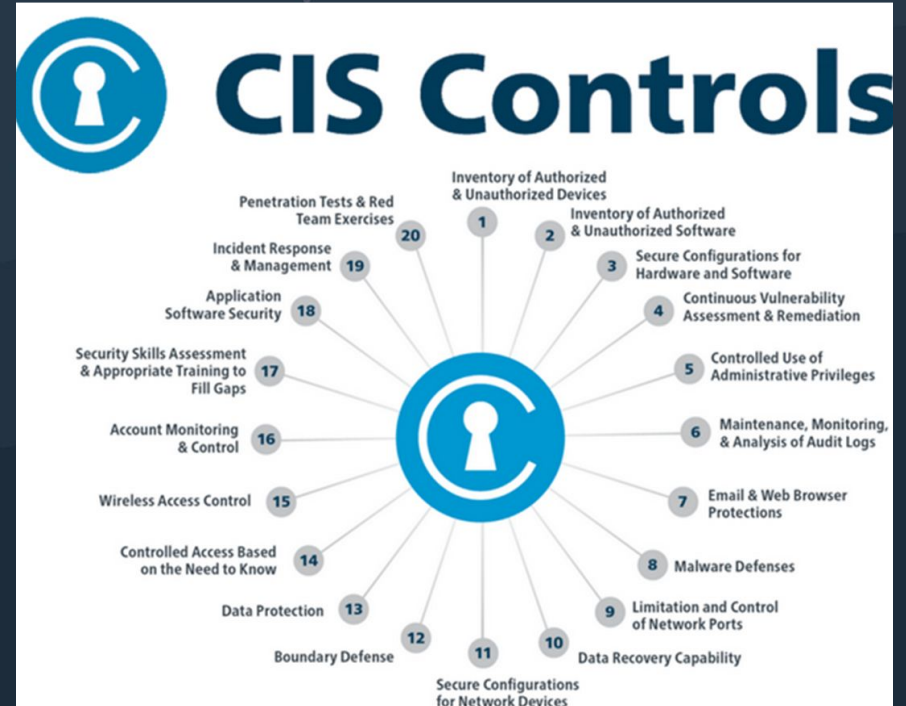 CIS Controls
Inventory of Authorized
& Unauthorized Devices
1
2
Inventory of Authorized
& Unauthorized Software
3
Secure Configurations for
Hardware and Software
4
Continuous Vulnerability
Assessment & Remediation
5
Controlled Use of
Administrative Privileges
6
Maintenance, Monitoring,
& Analysis of Audit Logs
7
Email & Web Browser
Protections
8
Malware Defenses
9
Limitation and Control
of Network Ports
10
Data Recovery Capability
11
Secure Configurations
for Network Devices
12
Boundary Defense
13
Data Protection
14
Controlled Access Based
on the Need to Know
15
Wireless Access Control
16
Account Monitoring
& Control
17
Security Skills Assessment
& Appropriate Training to
Fill Gaps
18
Application
Software Security
19
Incident Response
& Management
20
Penetration Tests & Red
Team Exercises